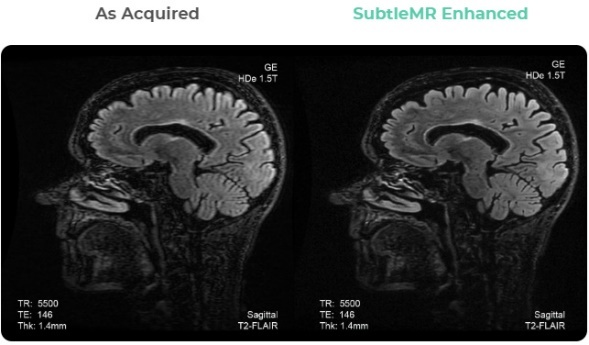 As Acquired
SubtleMR Enhanced
GE
HDe 1.5T
TR: 5500
TE: 146
Thk: 1.4mm
Sagittal
T2-FLAIR
GE
HDe 1.5T
TR: 5500
TE: 146
Thk: 1.4mm
Sagittal
T2-FLAIR